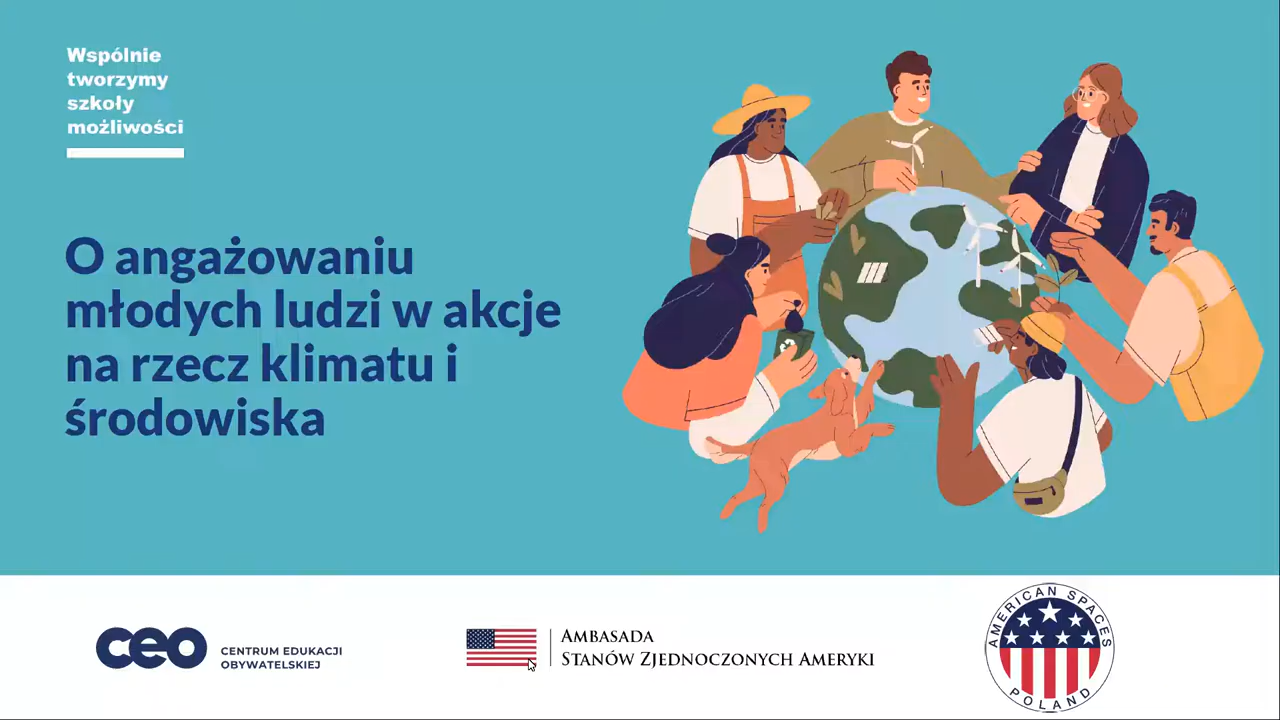 Wspólnie
tworzymy
szkoły
możliwości
O angażowaniu
młodych ludzi w akcje
na rzecz klimatu i
środowiska
ceo
CENTRUM EDUKACJI
OBYWATELSKIEJ
AMBASADA
STANÓW ZJEDNOCZONYCH AMERYKI
AMERICAN SPACES
POLAND